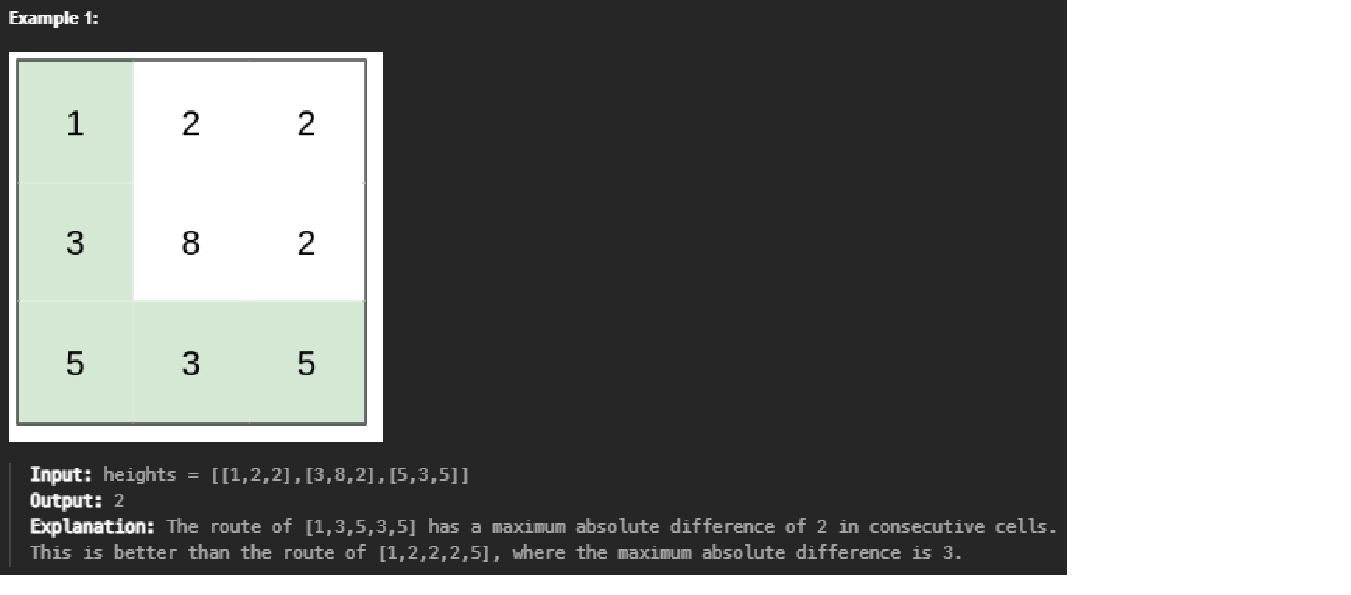 Example 1:
1 2 2
3 8 2
5 3 5
Input: heights = [[1,2,2],[3,8,2],[5,3,5]]
Output: 2
Explanation: The route of [1,3,5,3,5] has a maximum absolute difference of 2 in consecutive cells.
This is better than the route of [1,2,2,2,5], where the maximum absolute difference is 3.